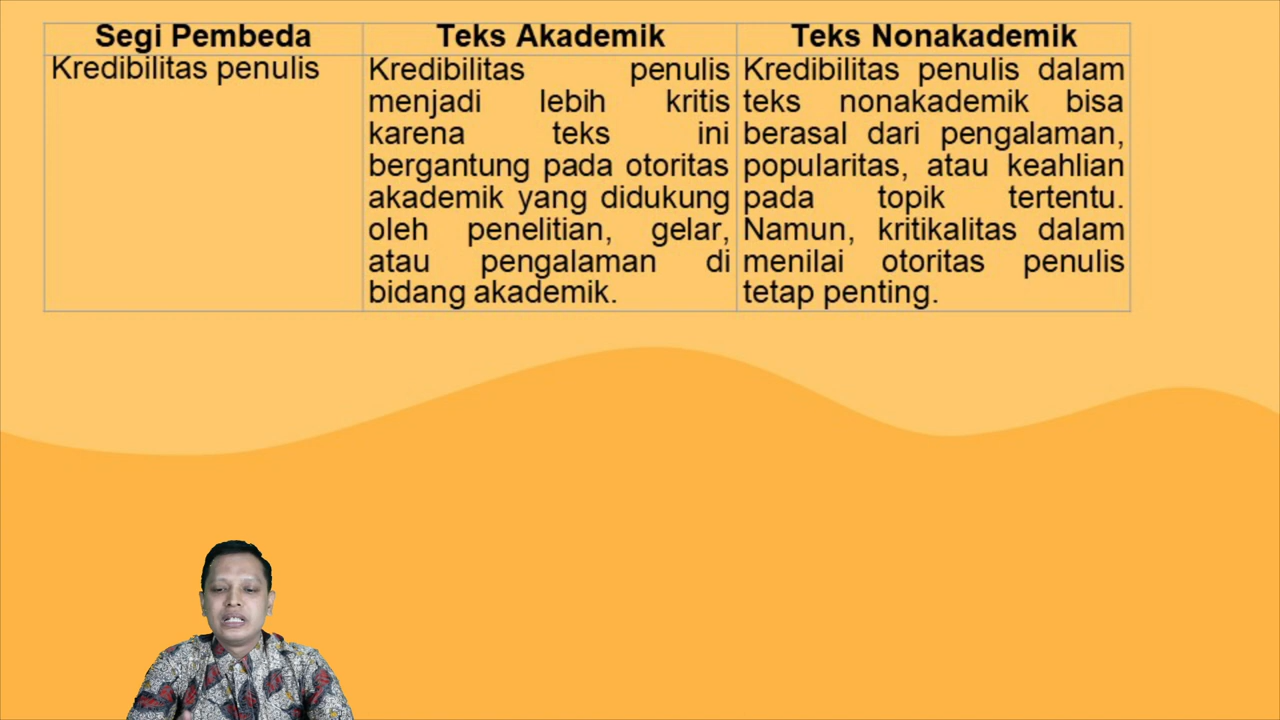 Segi Pembeda
Teks Akademik
Teks Nonakademik
Kredibilitas penulis
Kredibilitas penulis
menjadi lebih kritis
karena teks ini
bergantung pada otoritas
akademik yang didukung
oleh penelitian, gelar,
atau pengalaman di
bidang akademik.
Kredibilitas penulis dalam
teks nonakademik bisa
berasal dari pengalaman,
popularitas, atau keahlian
pada topik tertentu.
Namun, kritikalitas dalam
menilai otoritas penulis
tetap penting.